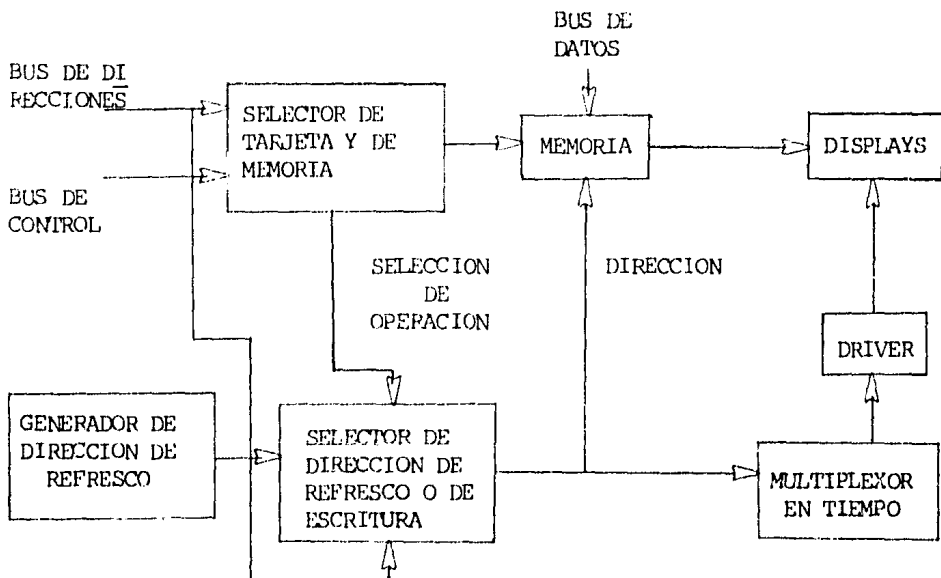 BUS DE
DATOS
BUS DE DI
RECCIONES
SELECTOR DE
TARJETA Y DE
MEMORIA
MEMORIA
DISPLAYS
BUS DE
CONTROL
SELECCION
DE
OPERACION
DIRECCION
DRIVER
GENERADOR DE
DIRECCION DE
REFRESCO
SELECTOR DE
DIRECCION DE
REFRESCO O DE
ESCRITURA
MULTIPLEXOR
EN TIEMPO